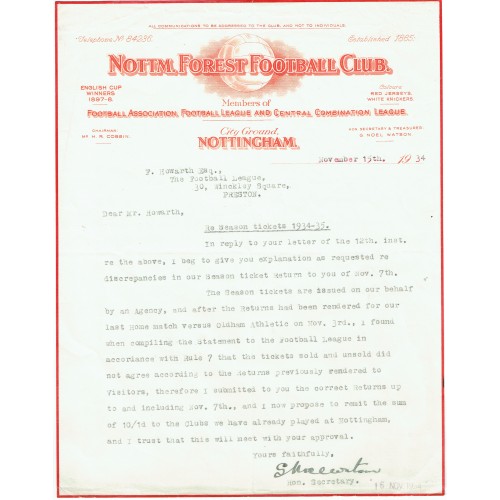 ALL COMMUNICATIONS TO BE ADDRESSED TO THE CLUB, AND NOT TO INDIVIDUALS.
Telephone No 84236.
Established 1865.
NOTTM. FOREST FOOTBALL CLUB.
ENGLISH CUP
WINNERS
1897-8.
Members of
Colours
RED JERSEYS,
WHITE KNICKERS.
FOOTBALL ASSOCIATION, FOOTBALL LEAGUE AND CENTRAL COMBINATION LEAGUE.
CHAIRMAN
MR. H. R. COBBIN.
City Ground,
NOTTINGHAM.
HON SECRETARY & TREASURER
G. NOEL WATSON
November 15th. 1934
F. Howarth Esq.,
The Football League,
30, Winckley Square,
PRESTON.
Dear Mr. Howarth,
Re Season tickets 1934-35.
In reply to your letter of the 12th. inst.
re the above, I beg to give you explanation as requested re
discrepancies in our Season ticket Return to you of Nov. 7th.
The Season tickets are issued on our behalf
by an Agency, and after the Returns had been rendered for our
last Home match versus Oldham Athletic on Nov. 3rd., I found
when compiling the Statement to the Football League in
accordance with Rule 7 that the tickets sold and unsold did
not agree according to the Returns previously rendered to
Visitors, therefore I submitted to you the correct Returns up
to and including Nov. 7th., and I now propose to remit the sum
of 10/1d to the Clubs we have already played at Nottingham,
and I trust that this will meet with your approval.
Yours faithfully,
G Noel Watson
Hon. Secretary.
16 NOV 1934